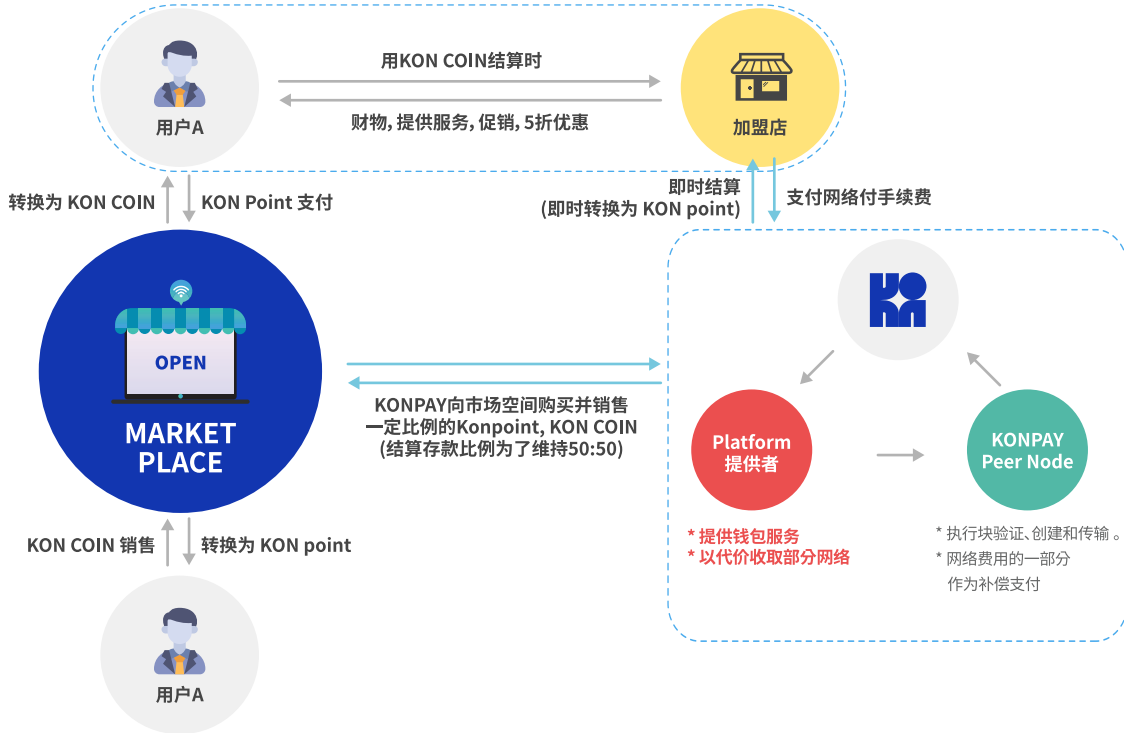 用KON COIN结算时
用户A
加盟店
财物, 提供服务, 促销, 5折优惠
转换为 KON COIN
KON Point 支付
即时结算
(即时转换为 KON point)
支付网络付手续费
OPEN
MARKET
PLACE
KONPAY向市场空间购买并销售
一定比例的Konpoint, KON COIN
(结算存款比例为了维持50:50)
KON COIN 销售
转换为 KON point
用户A
Platform
提供者
KONPAY
Peer Node
* 提供钱包服务
* 以代价收取部分网络
* 执行块验证、创建和传输 。
* 网络费用的一部分
作为补偿支付